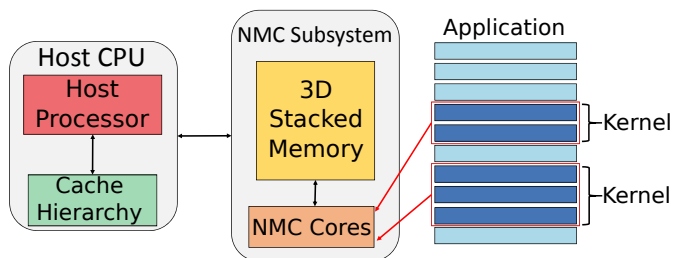 Host CPU
Host
Processor
Cache
Hierarchy
NMC Subsystem
3D
Stacked
Memory
NMC Cores
Application
Kernel
Kernel